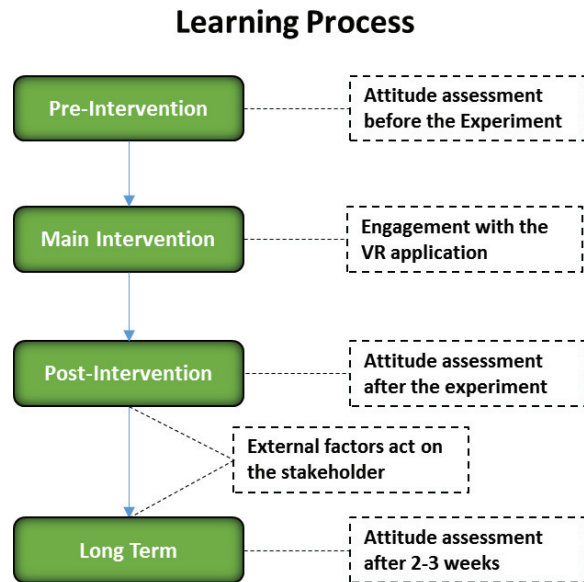 Learning Process
Pre-Intervention
Attitude assessment
before the Experiment
Main Intervention
Engagement with the
VR application
Post-Intervention
Attitude assessment
after the experiment
External factors act on
the stakeholder
Long Term
Attitude assessment
after 2-3 weeks